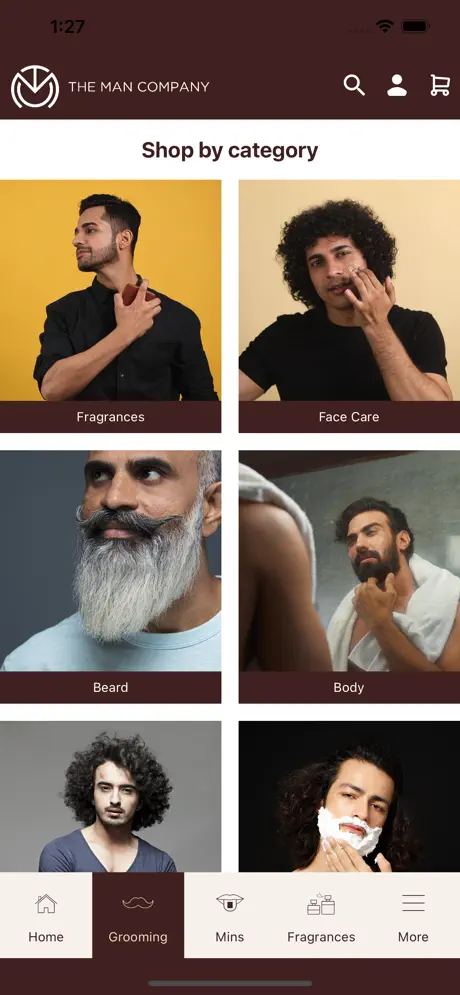 1:27
THE MAN COMPANY
Shop by category
Fragrances
Face Care
Beard
Body
Home
Grooming
Mins
Fragrances
More